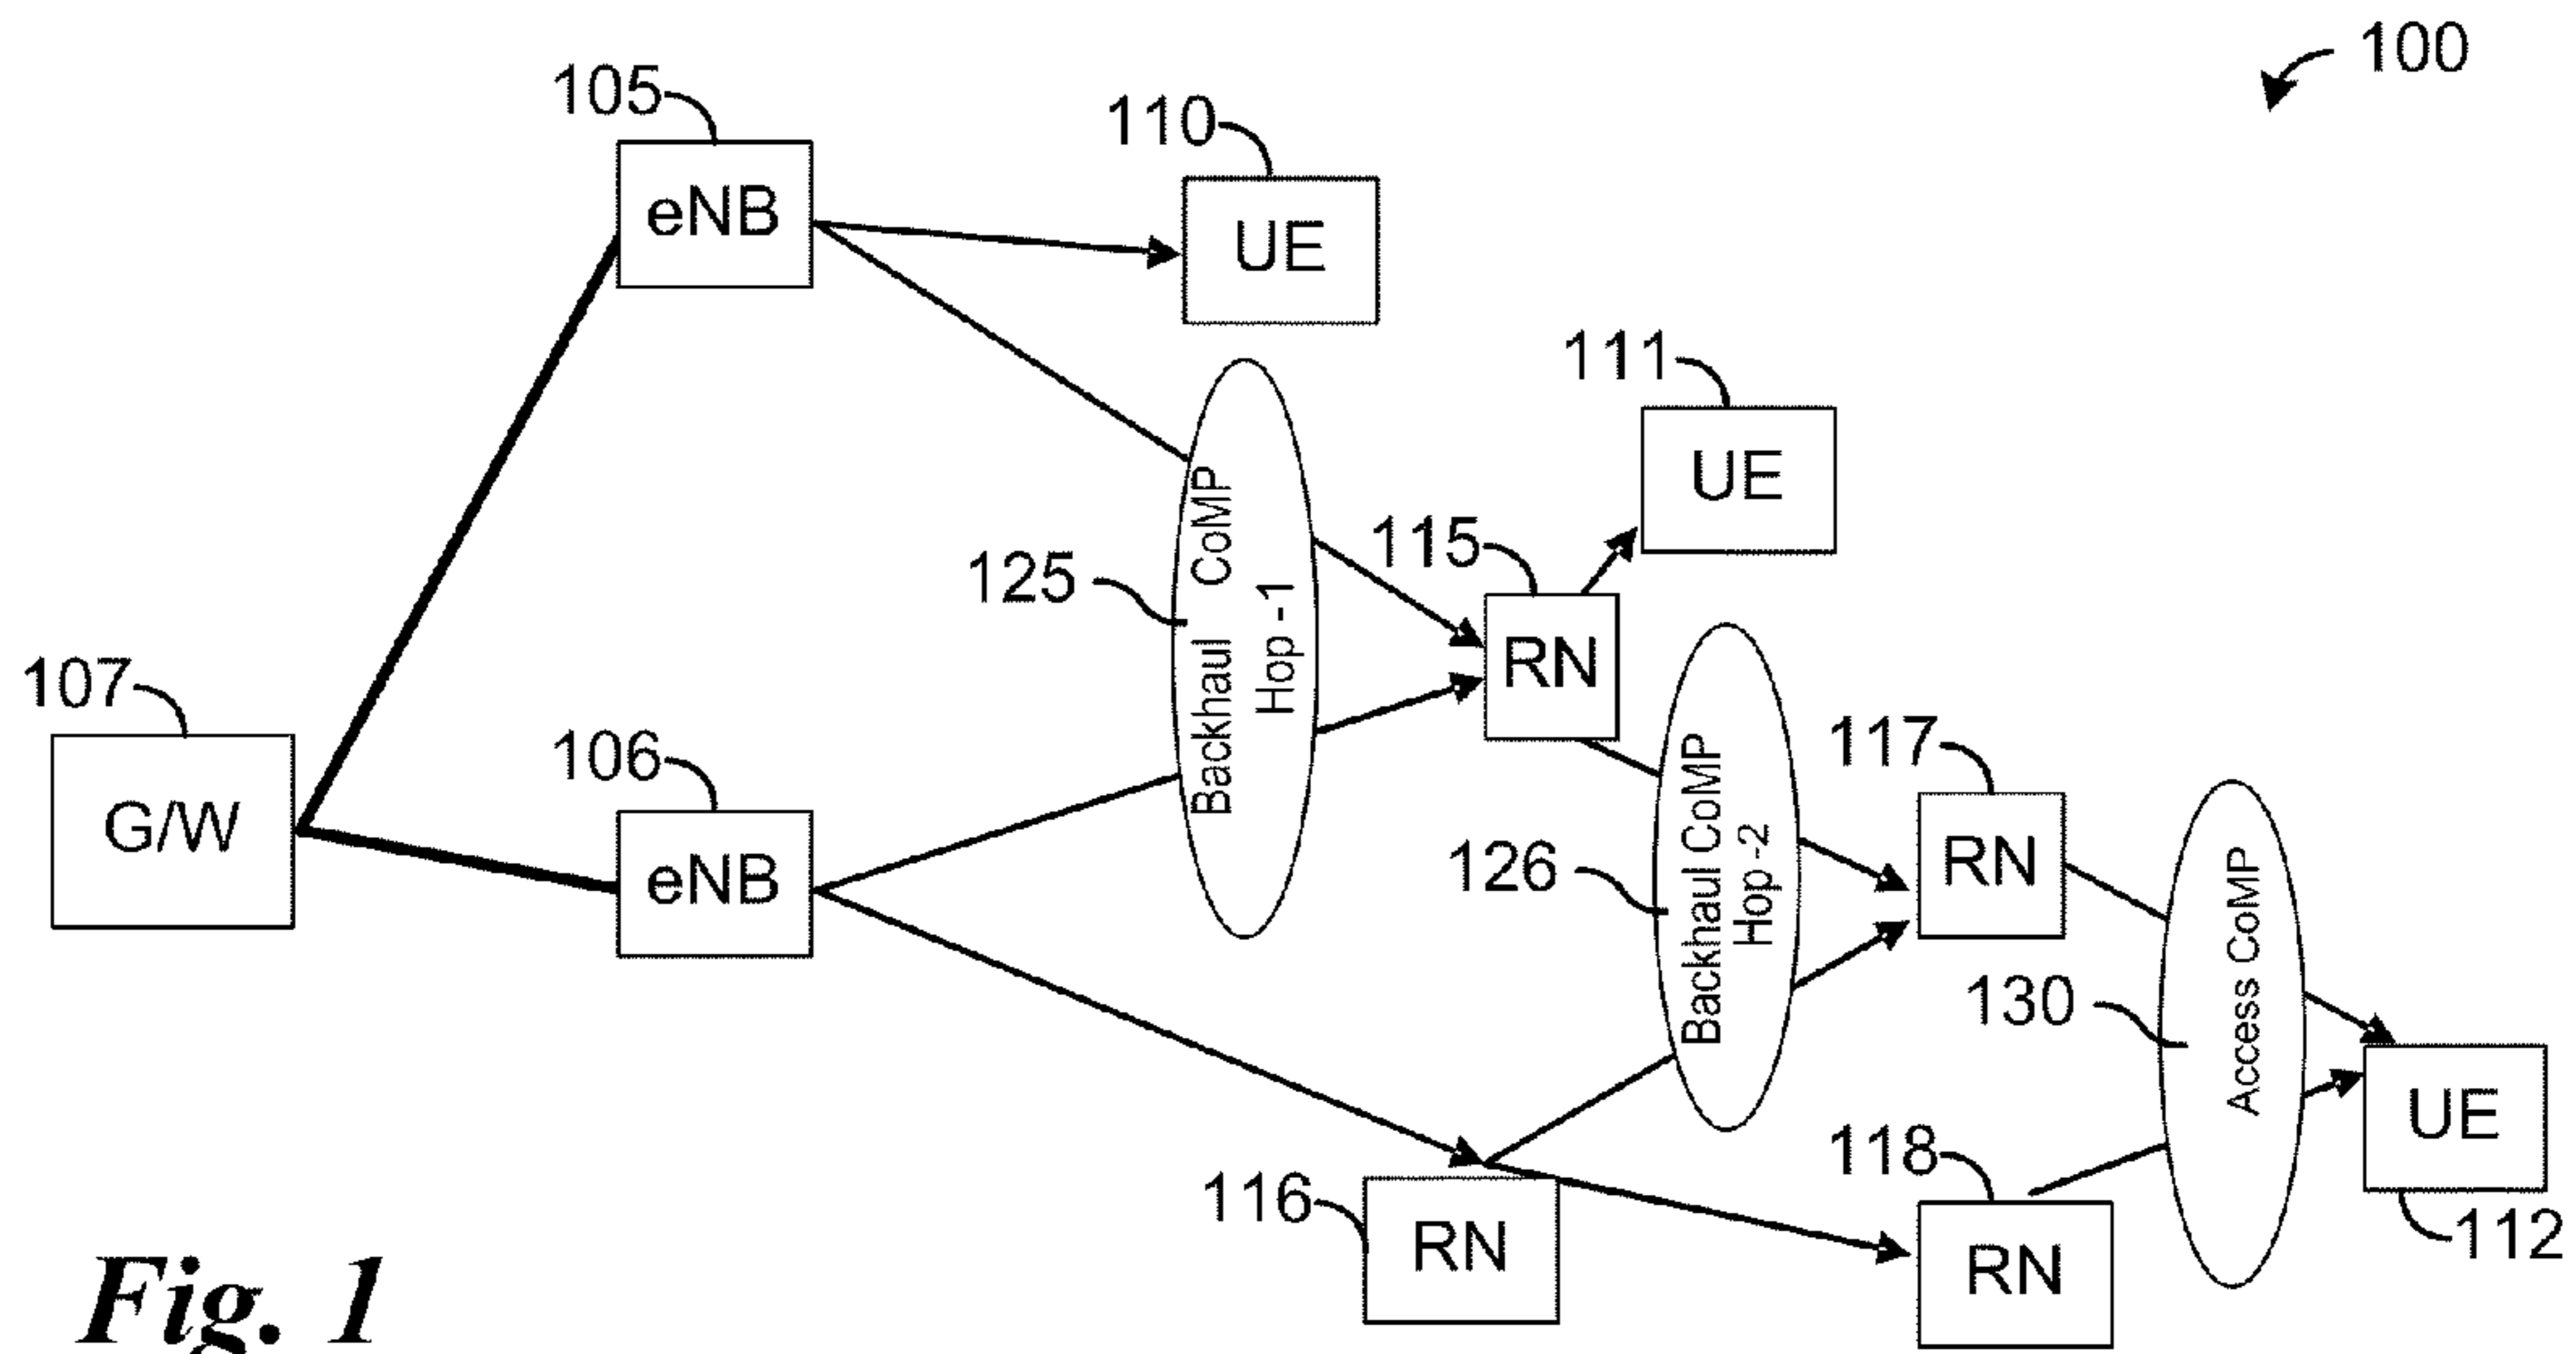 100
105
eNB
110
UE
111
UE
125
Backhaul CoMP
Hop -1
115
RN
107
G/W
106
eNB
126
Backhaul CoMP
Hop -2
117
RN
130
Access CoMP
116
RN
118
RN
UE
112
Fig. 1